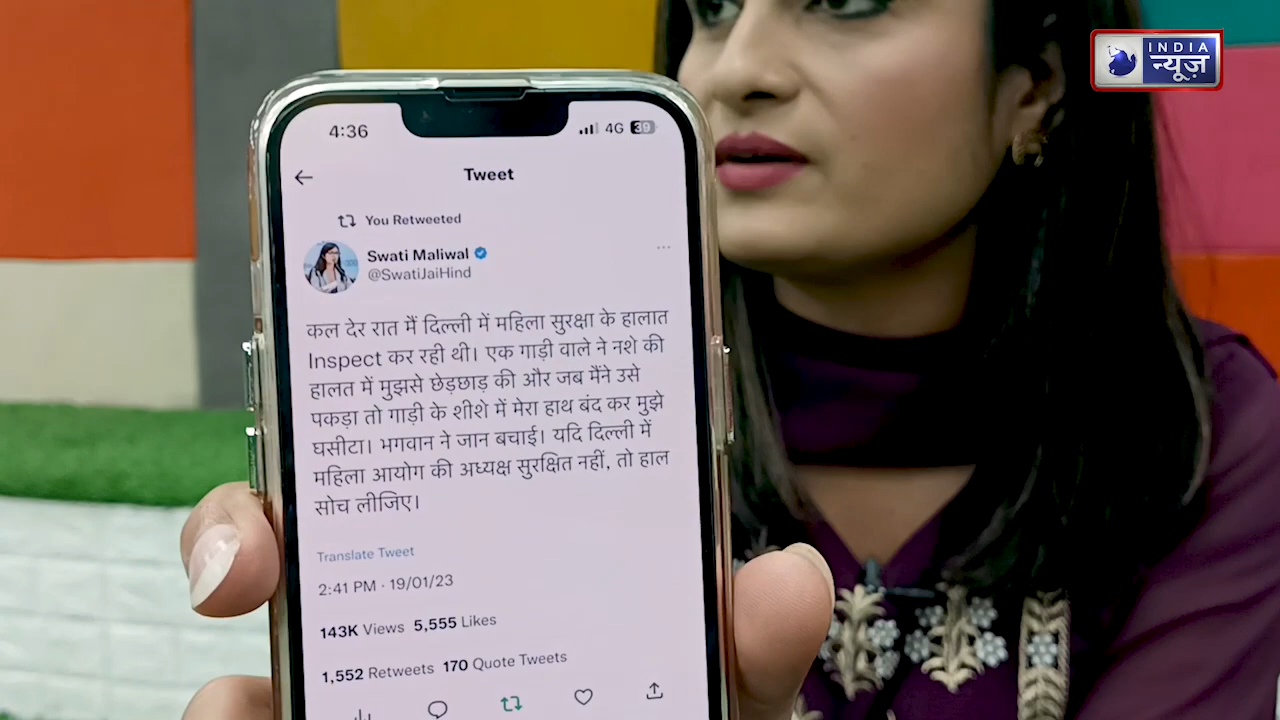 INDIA
न्यूज़
4:36
4G 39
Tweet
You Retweeted
Swati Maliwal
@SwatiJaiHind
कल देर रात मैं दिल्ली में महिला सुरक्षा के हालात
Inspect कर रही थी। एक गाड़ी वाले ने नशे की
हालत में मुझसे छेड़छाड़ की और जब मैंने उसे
पकड़ा तो गाड़ी के शीशे में मेरा हाथ बंद कर मुझे
घसीटा। भगवान ने जान बचाई। यदि दिल्ली में
महिला आयोग की अध्यक्ष सुरक्षित नहीं, तो हाल
सोच लीजिए।
Translate Tweet
2:41 PM · 19/01/23
143K Views 5,555 Likes
1,552 Retweets 170 Quote Tweets